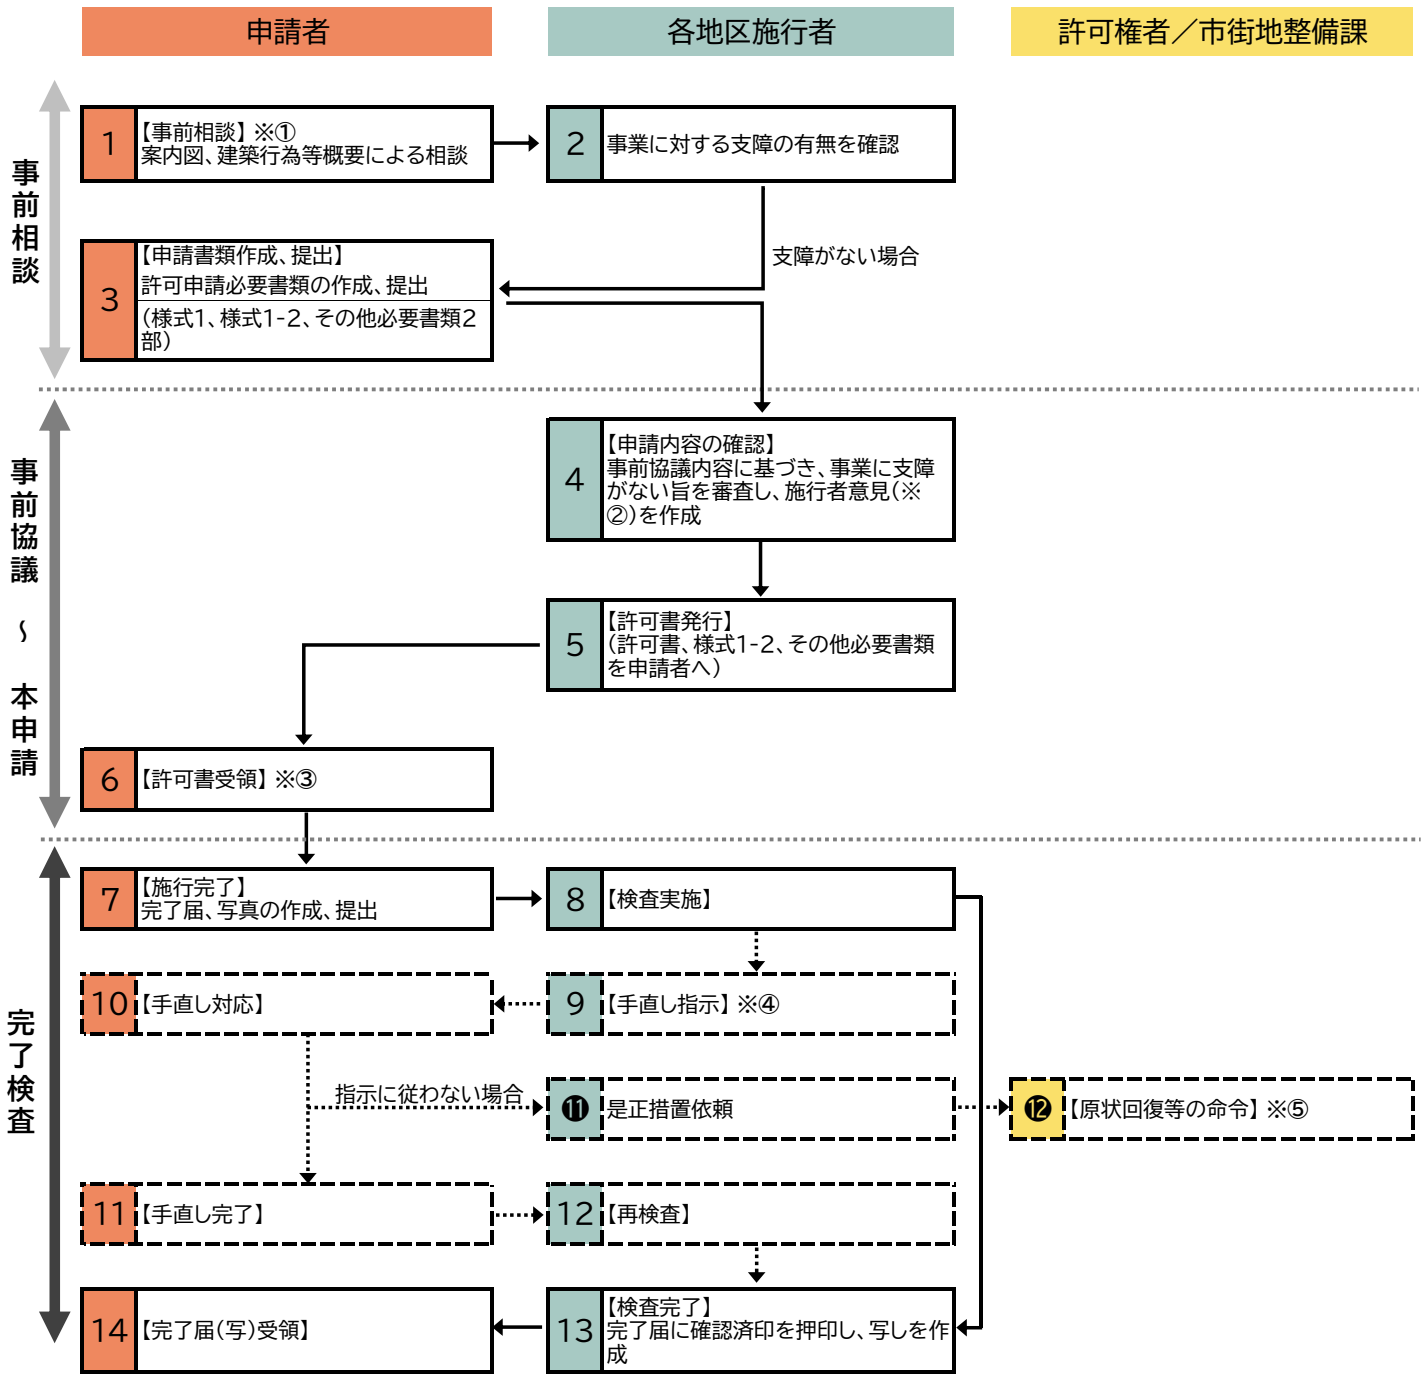 申請者
各地区施行者
許可権者／市街地整備課
事前相談
1
【事前相談】 ※①
案内図、建築行為等概要による相談
2
事業に対する支障の有無を確認
支障がない場合
3
【申請書類作成、提出】
許可申請必要書類の作成、提出
（様式1、様式1-2、その他必要書類2
部）
事前協議 ～ 本申請
4
【申請内容の確認】
事前協議内容に基づき、事業に支障
がない旨を審査し、施行者意見（※
②）を作成
5
【許可書発行】
（許可書、様式1-2、その他必要書類
を申請者へ）
6
【許可書受領】 ※③
完了検査
7
【施行完了】
完了届、写真の作成、提出
8
【検査実施】
10
【手直し対応】
9
【手直し指示】 ※④
指示に従わない場合
⓫
是正措置依頼
⓬
【原状回復等の命令】 ※⑤
11
【手直し完了】
12
【再検査】
14
【完了届（写）受領】
13
【検査完了】
完了届に確認済印を押印し、写しを作
成